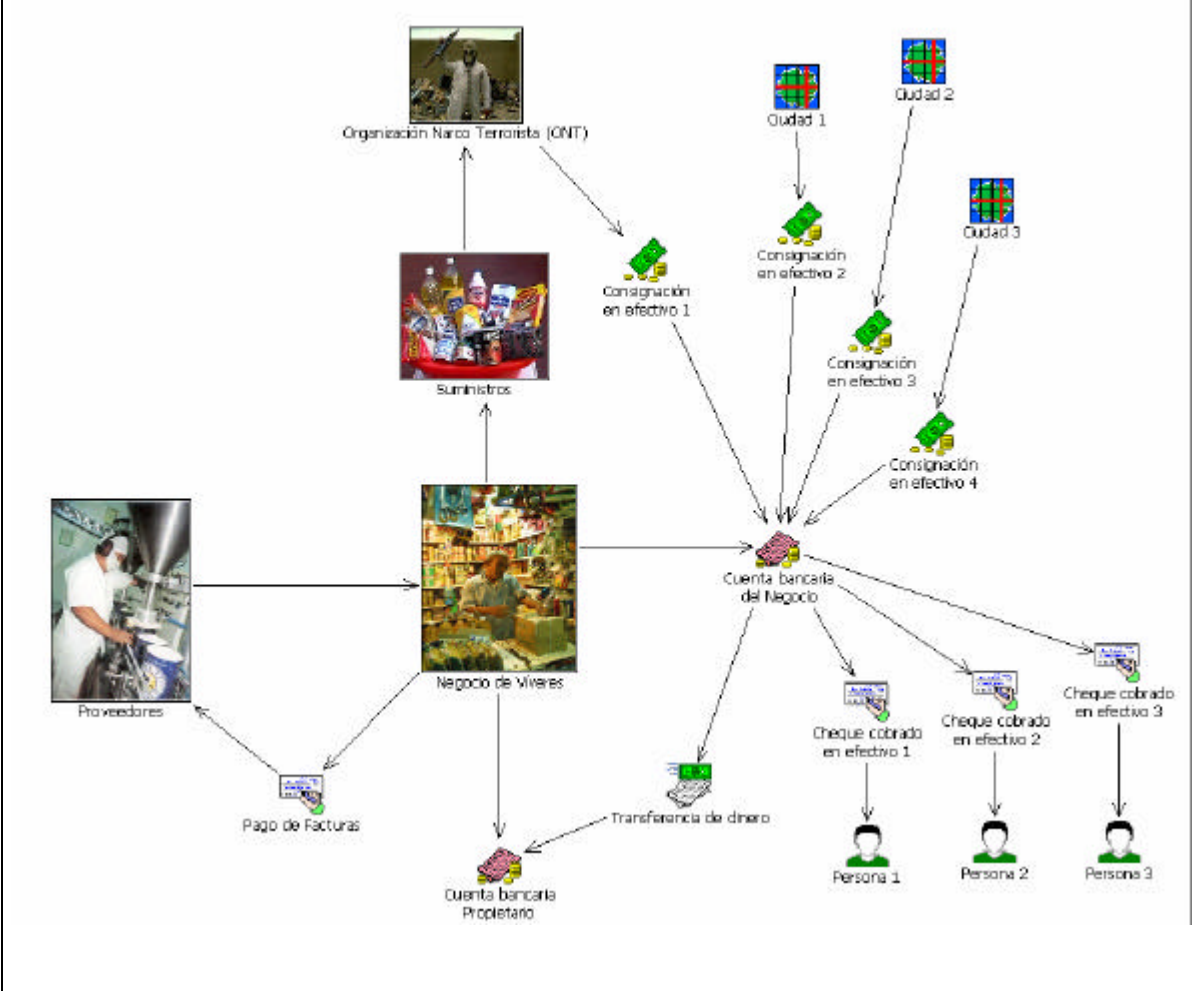 Organización Narco Terrorista (ONT)
Ciudad 1
Ciudad 2
Ciudad 3
Consignación
en efectivo 1
Consignación
en efectivo 2
Consignación
en efectivo 3
Consignación
en efectivo 4
Suministros
Proveedores
Negocio de Víveres
Cuenta bancaria
del Negocio
Pago de Facturas
Transferencia de dinero
Cuenta bancaria
Propietario
Cheque cobrado
en efectivo 1
Cheque cobrado
en efectivo 2
Cheque cobrado
en efectivo 3
Persona 1
Persona 2
Persona 3